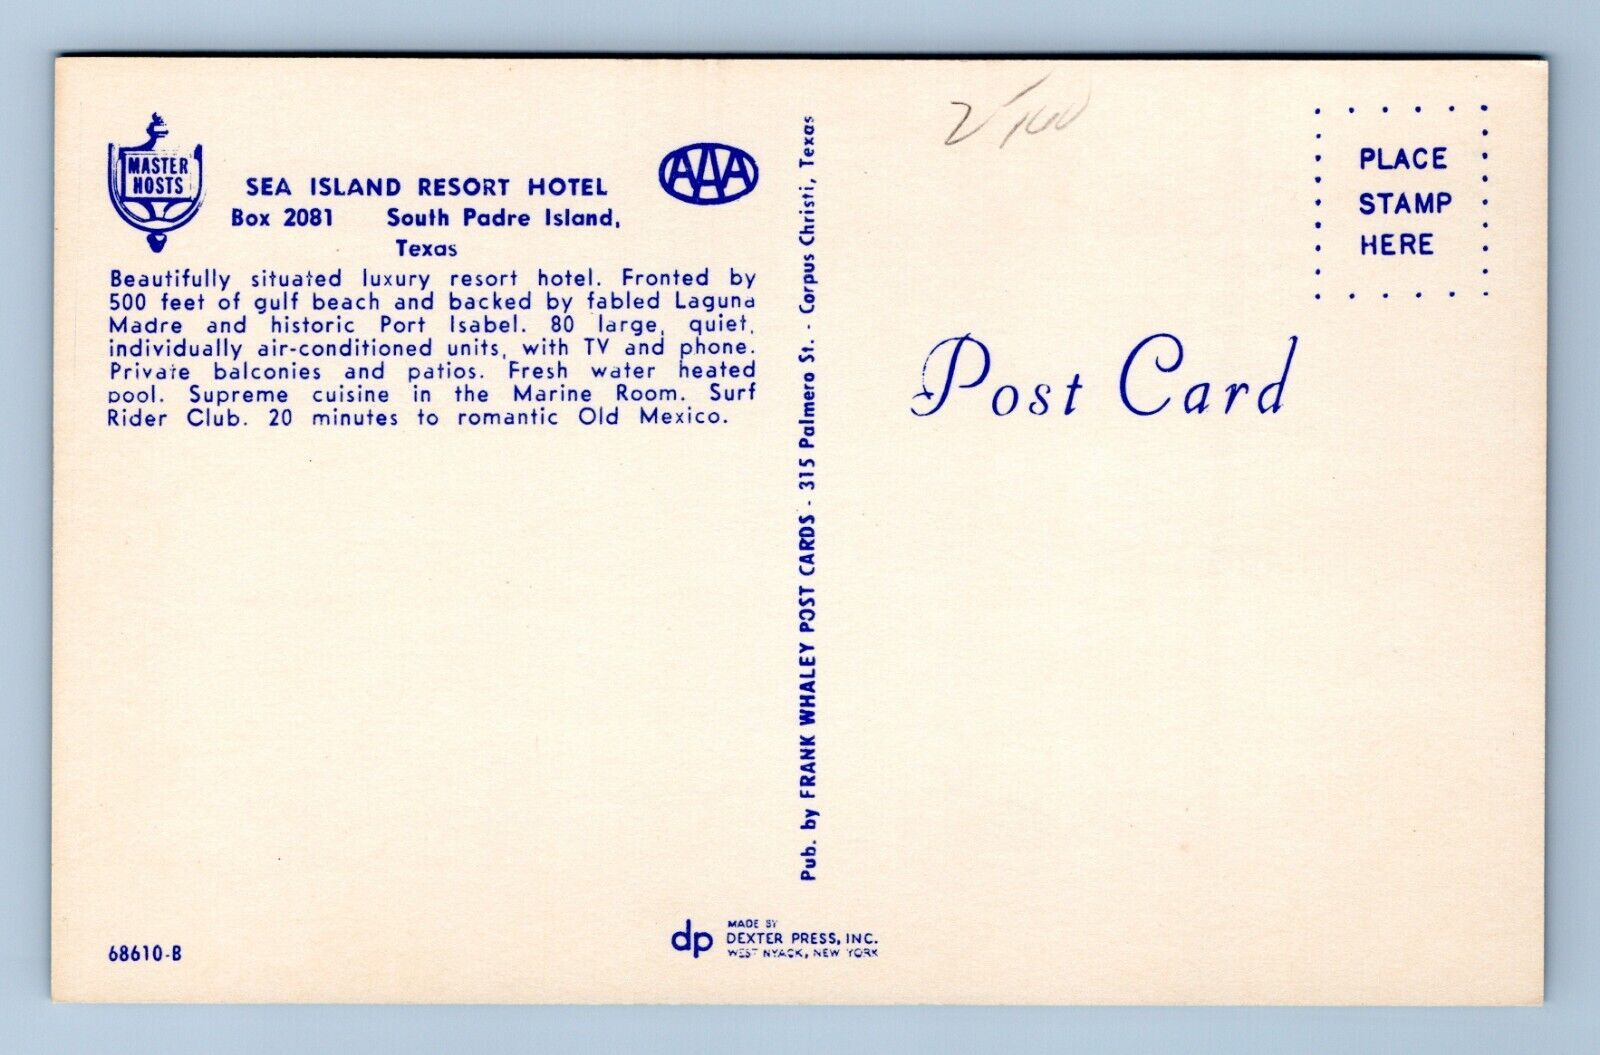 MASTER
HOSTS
AAA
SEA ISLAND RESORT HOTEL
Box 2081 South Padre Island,
Texas
Beautifully situated luxury resort hotel. Fronted by
500 feet of gulf beach and backed by fabled Laguna
Madre and historic Port Isabel. 80 large, quiet,
individually air-conditioned units, with TV and phone.
Private balconies and patios. Fresh water heated
pool. Supreme cuisine in the Marine Room. Surf
Rider Club. 20 minutes to romantic Old Mexico.
68610-B
Pub. by FRANK WHALEY POST CARDS - 315 Palmero St. - Corpus Christi, Texas
dp
MADE BY
DEXTER PRESS, INC.
WEST NYACK, NEW YORK
PLACE
STAMP
HERE
Post Card